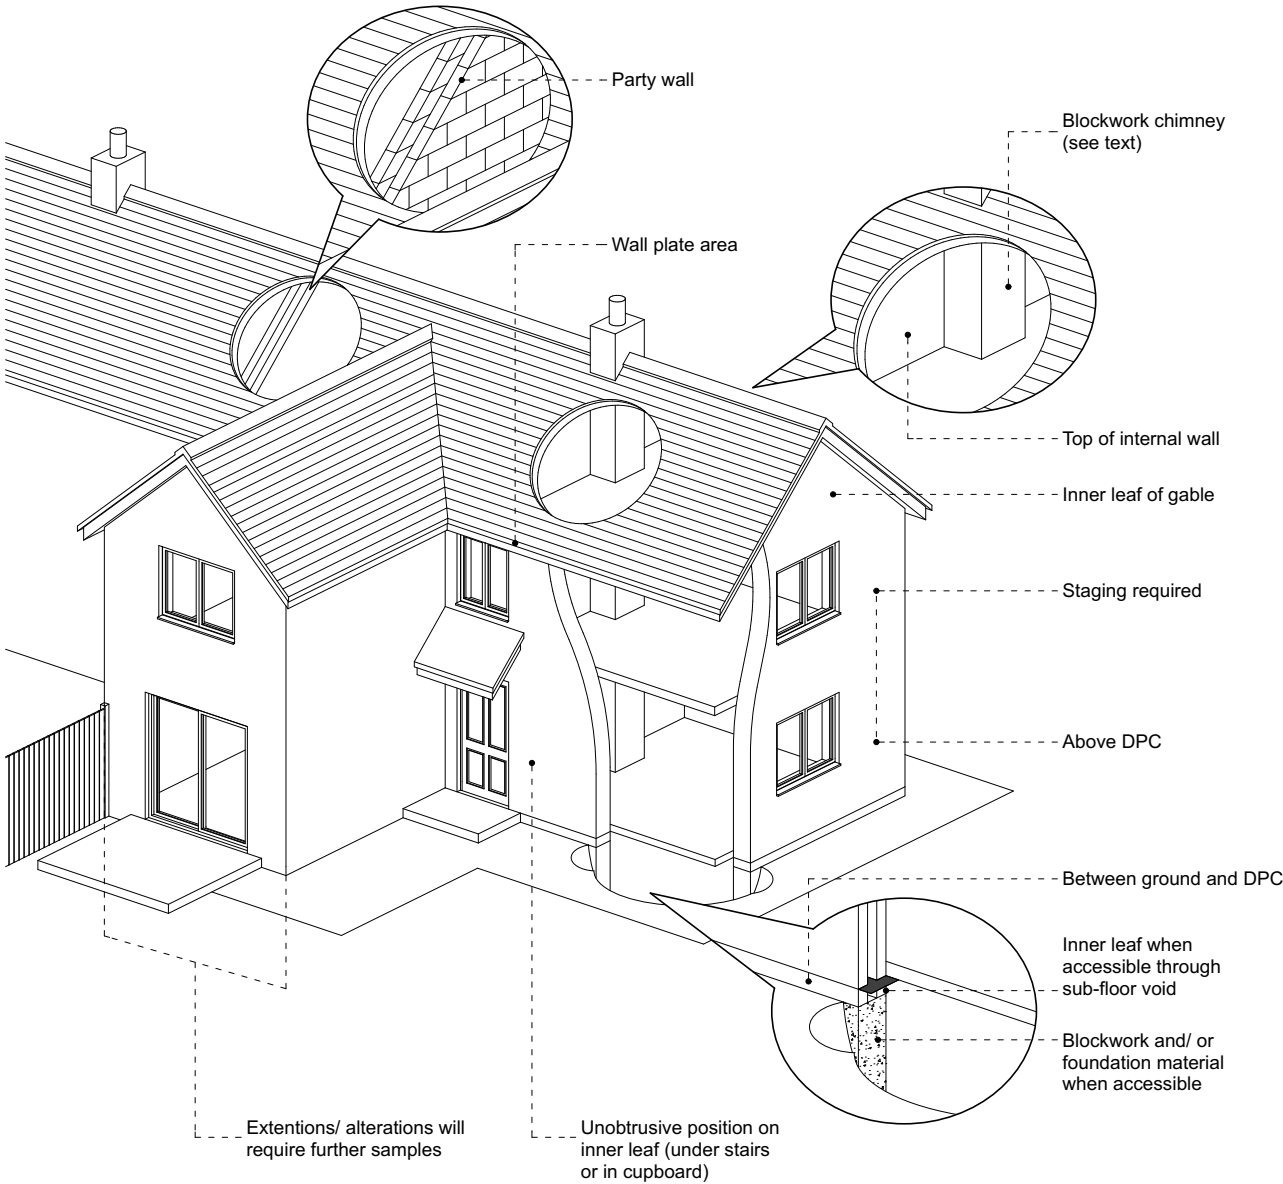 Party wall
Blockwork chimney
(see text)
Wall plate area
Top of internal wall
Inner leaf of gable
Staging required
Above DPC
Between ground and DPC
Inner leaf when
accessible through
sub-floor void
Blockwork and/ or
foundation material
when accessible
Extentions/ alterations will
require further samples
Unobtrusive position on
inner leaf (under stairs
or in cupboard)